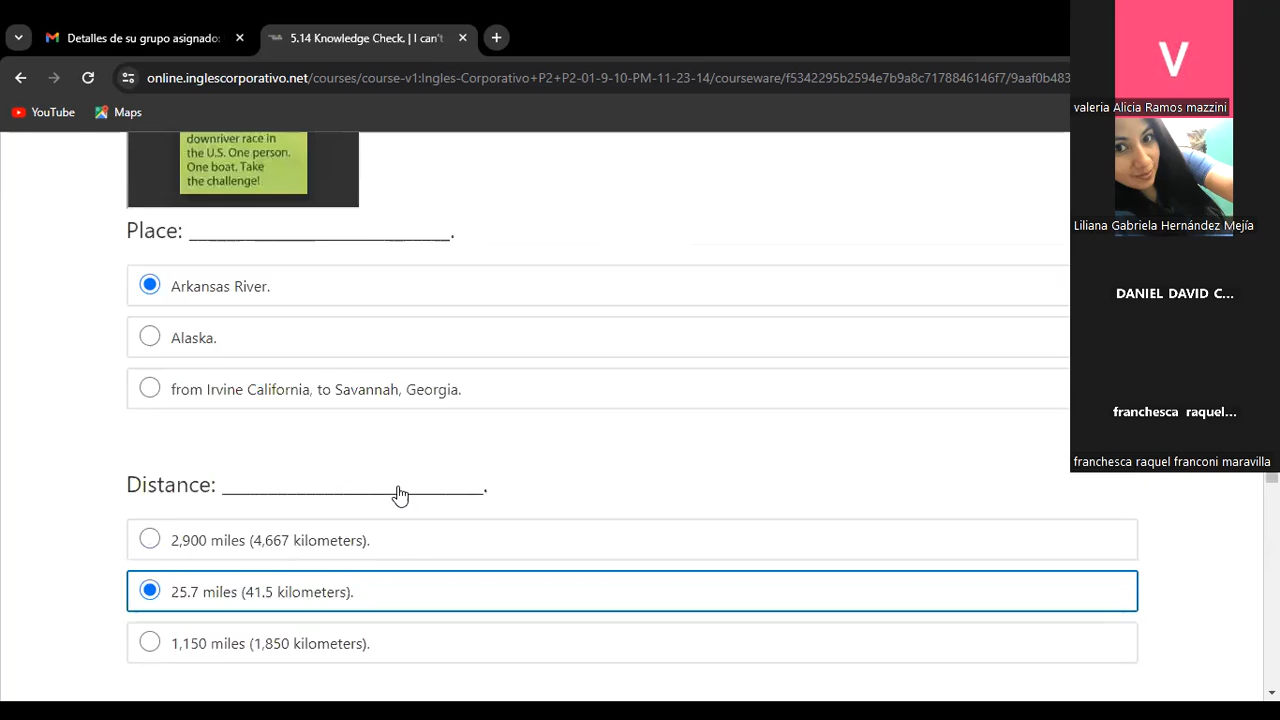 Detalles de su grupo asignado:
5.14 Knowledge Check. | I can't
online.inglescorporativo.net/courses/course-v1:Ingles-Corporativo+P2+P2-01-9-10-PM-11-23-14/courseware/f5342295b2594e7b9a8c7178846146f7/9aaf0b483
YouTube
Maps
V
valeria Alicia Ramos mazzini
Liliana Gabriela Hernández Mejía
DANIEL DAVID C...
franchesca raquel...
franchesca raquel franconi maravilla
downriver race in
the U.S. One person.
One boat. Take
the challenge!
Place: ______________________.
Arkansas River.
Alaska.
from Irvine California, to Savannah, Georgia.
Distance: ______________________.
2,900 miles (4,667 kilometers).
25.7 miles (41.5 kilometers).
1,150 miles (1,850 kilometers).